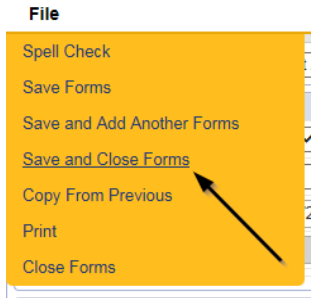 File
Spell Check
Save Forms
Save and Add Another Forms
Save and Close Forms
Copy From Previous
Print
Close Forms